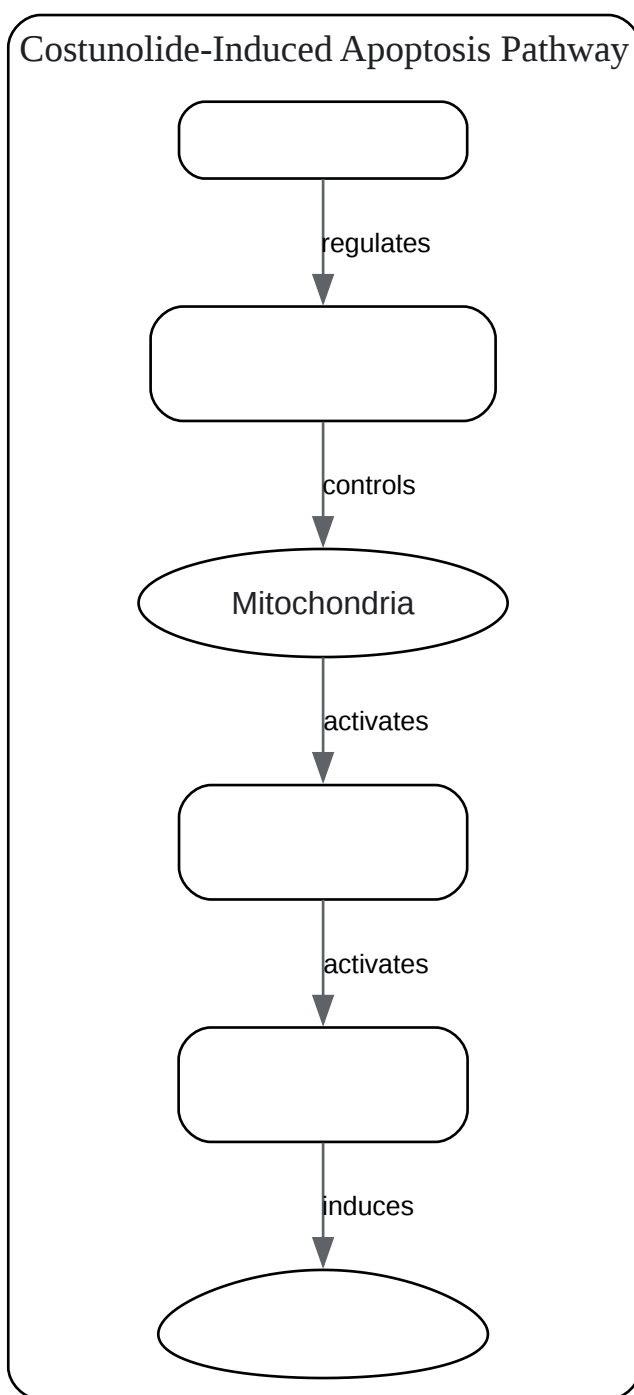 Costunolide-Induced Apoptosis Pathway
regulates
controls
Mitochondria
activates
activates
induces